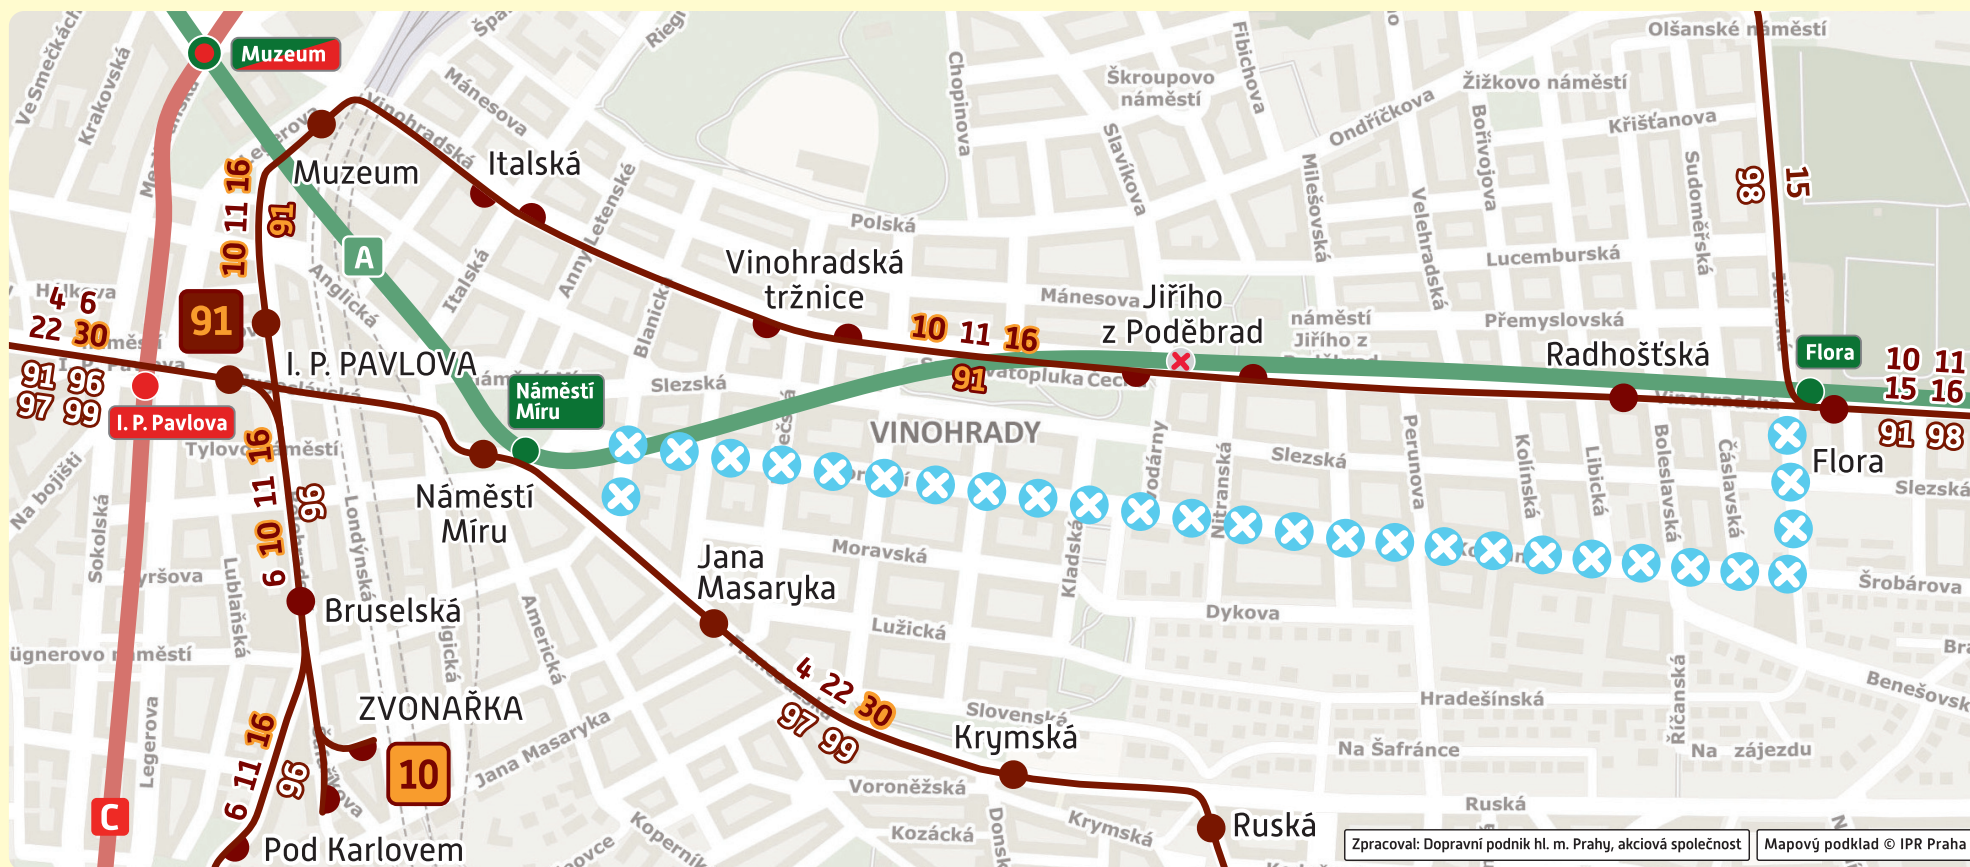 Ve Smečkách
Krakovská
Muzeum
Mánesova
Vinohradská
Muzeum
Italská
Chopinova
Škroupovo
náměstí
Fibichova
Slavíkova
Ondříčkova
Olšanské náměstí
Žižkovo náměstí
Bořivojova
Křišťanova
Sudoměřská
Milešovská
Velehradská
98
15
10 11 16
91
A
Anglická
Italská
Anny Letenské
Polská
Blanická
Vinohradská
tržnice
Lucemburská
Mánesova
Jiřího
z Poděbrad
náměstí
Jiřího z
Přemyslovská
Hálkova
4 6
22 30
91 96
97 99
91
I. P. PAVLOVA
I. P. Pavlova
Náměstí
Míru
Slezská
10 11 16
91
Radhošťská
Flora
10 11
15 16
91 98
Flora
Vinohradská
VINOHRADY
Slezská
Slezská
Perunova
Kolínská
Libická
Boleslavská
Čáslavská
Nitranská
Kladská
Na bojišti
Sokolská
16
11
10
6
96
Londýnská
Náměstí
Míru
Moravská
Jana
Masaryka
Dykova
Šrobárova
Lublaňská
Bruselská
Americká
Lužická
4 22 30
97 99
Legerova
ZVONAŘKA
10
6 11 16
96
C
Jana Masaryka
Slovenská
Krymská
Hradešínská
Říčanská
Na Šafránce
Na zájezdu
Voroněžská
Ruská
Kozácká
Krymská
Ruská
Pod Karlovem
Zpracoval: Dopravní podnik hl. m. Prahy, akciová společnost
Mapový podklad © IPR Praha